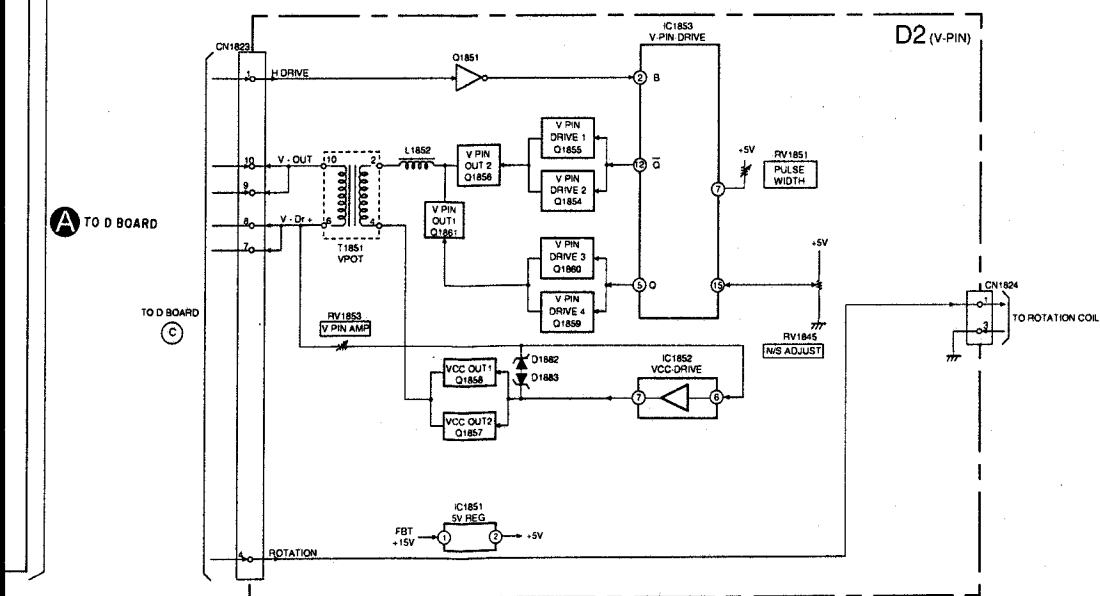 D2 (V-PIN)
CN1823
IC1853
V-PIN-DRIVE
Q1851
1
H DRIVE
2
B
V PIN
DRIVE 1
Q1855
L1852
V PIN
OUT 2
Q1856
10
V - OUT
10
2
12
Q
+5V
RV1851
PULSE
WIDTH
7
9
V PIN
DRIVE 2
Q1854
V PIN
OUT1
Q1861
A TO D BOARD
8
V - Dr +
6
4
7
T1851
VPOT
V PIN
DRIVE 3
Q1860
+5V
5
Q
15
CN1824
1
TO ROTATION COIL
3
V PIN
DRIVE 4
Q1859
TO D BOARD
C
RV1853
V PIN AMP
RV1845
N/S ADJUST
D1882
IC1852
VCC-DRIVE
VCC OUT1
Q1858
D1883
7
6
VCC OUT2
Q1857
IC1851
5V REG
FBT
+15V
1
2
+5V
4
ROTATION